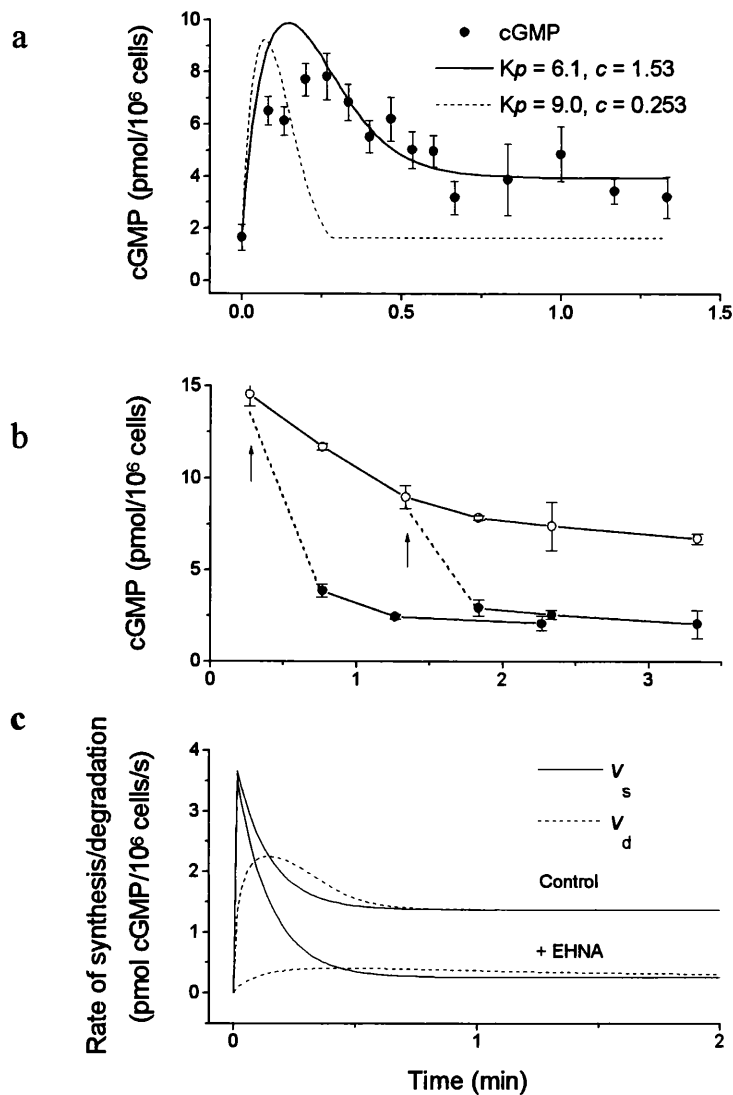 a
cGMP (pmol/10⁶ cells)
10
8
6
4
2
0
cGMP
Kp = 6.1, c = 1.53
Kp = 9.0, c = 0.253
0.0
0.5
1.0
1.5
b
cGMP (pmol/10⁶ cells)
15
10
5
0
0
1
2
3
c
Rate of synthesis/degradation
(pmol cGMP/10⁶ cells/s)
4
3
2
1
0
V s
V d
Control
+ EHNA
0
1
2
Time (min)